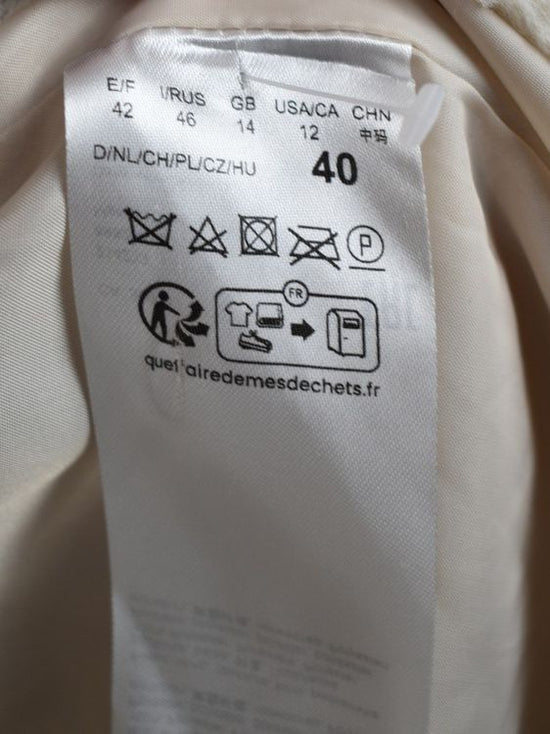 E/F I/RUS GB USA/CA CHN
42 46 14 12 中码
D/NL/CH/PL/CZ/HU 40
P
FR
quefairedemesdechets.fr